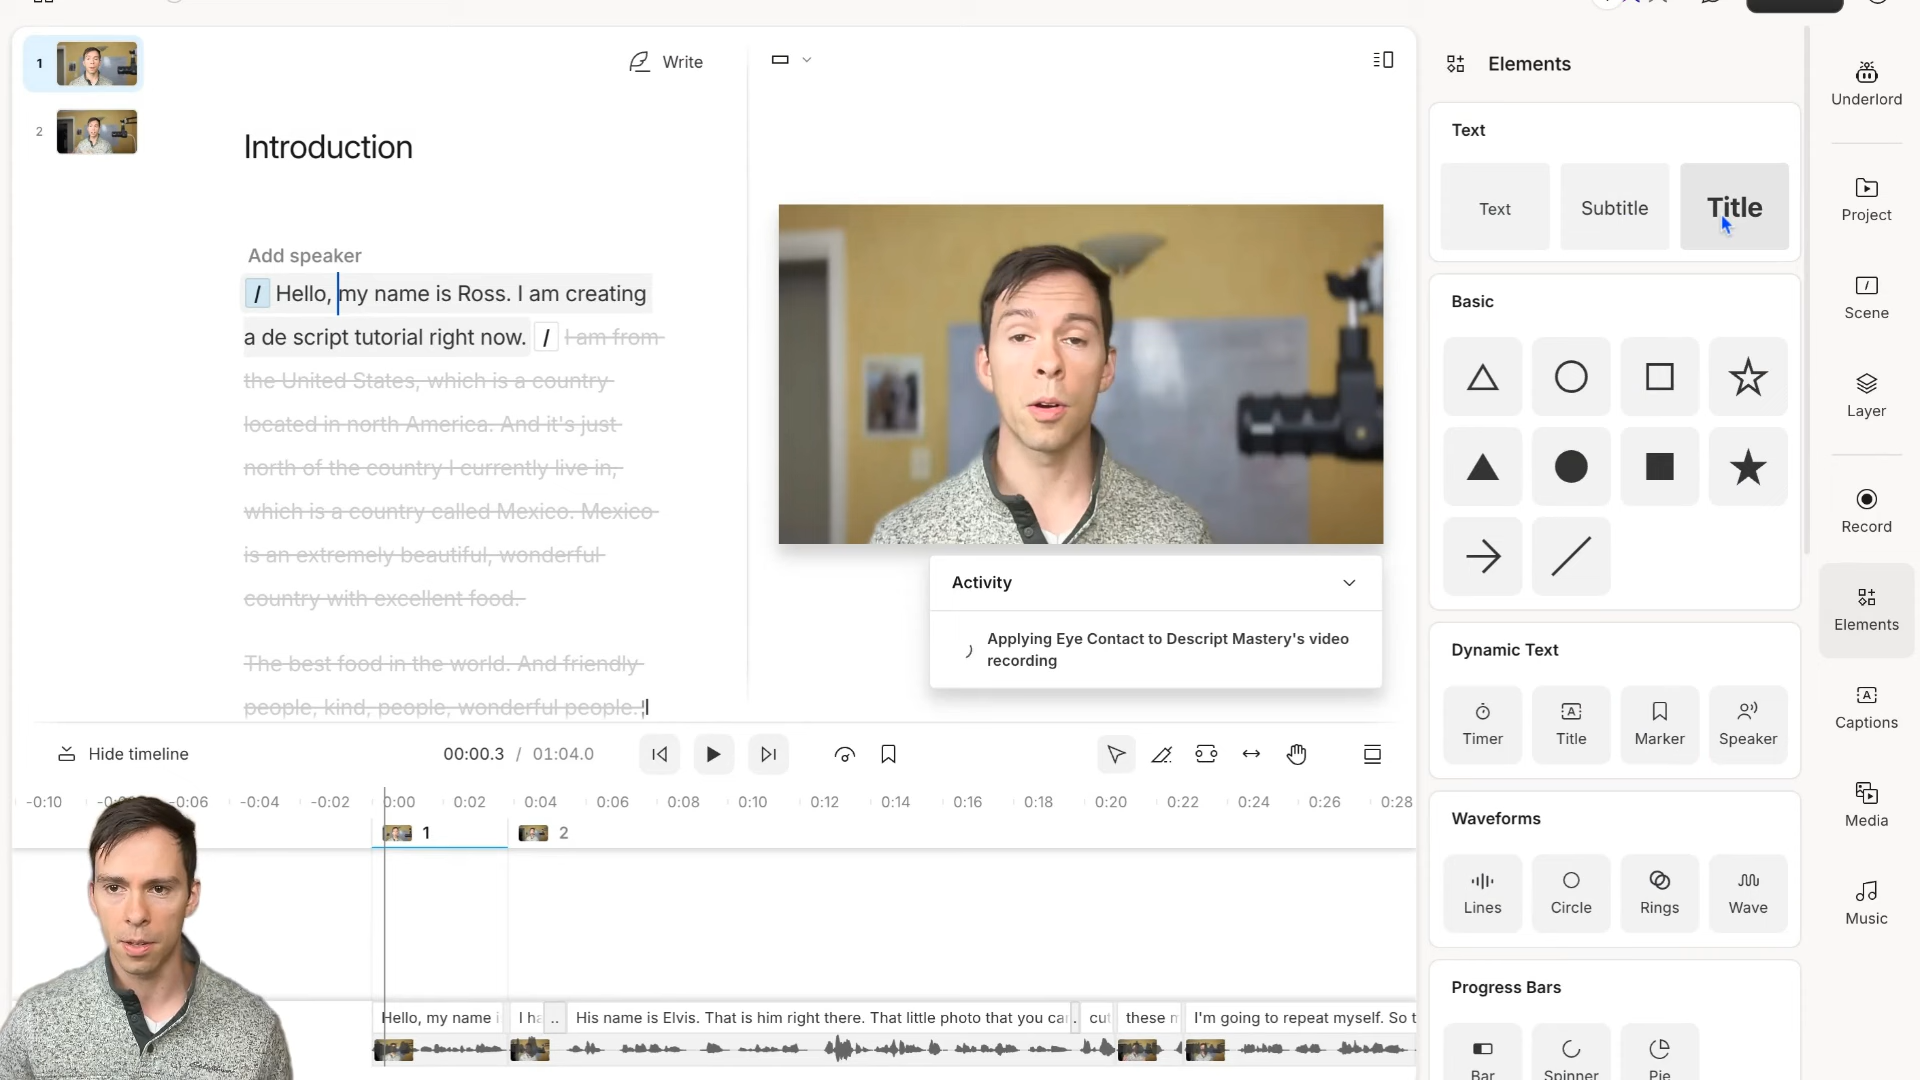 1
2
Write
Introduction
Add speaker
/ Hello, my name is Ross. I am creating
a de script tutorial right now. / I am from
the United States, which is a country
located in north America. And it's just
north of the country I currently live in,
which is a country called Mexico. Mexico
is an extremely beautiful, wonderful
country with excellent food.
The best food in the world. And friendly
people, kind, people, wonderful people.
Activity
Applying Eye Contact to Descript Mastery's video
recording
Elements
Text
Text
Subtitle
Title
Basic
Dynamic Text
Timer
Title
Marker
Speaker
Waveforms
Lines
Circle
Rings
Wave
Progress Bars
Bar
Spinner
Pie
Underlord
Project
Scene
Layer
Record
Elements
Captions
Media
Music
Hide timeline
00:00.3 / 01:04.0
-0:10 -0:06 -0:04 -0:02 0:00 0:02 0:04 0:06 0:08 0:10 0:12 0:14 0:16 0:18 0:20 0:22 0:24 0:26 0:28
1 2
Hello, my name I ha .. His name is Elvis. That is him right there. That little photo that you ca . cu these I'm going to repeat myself. So